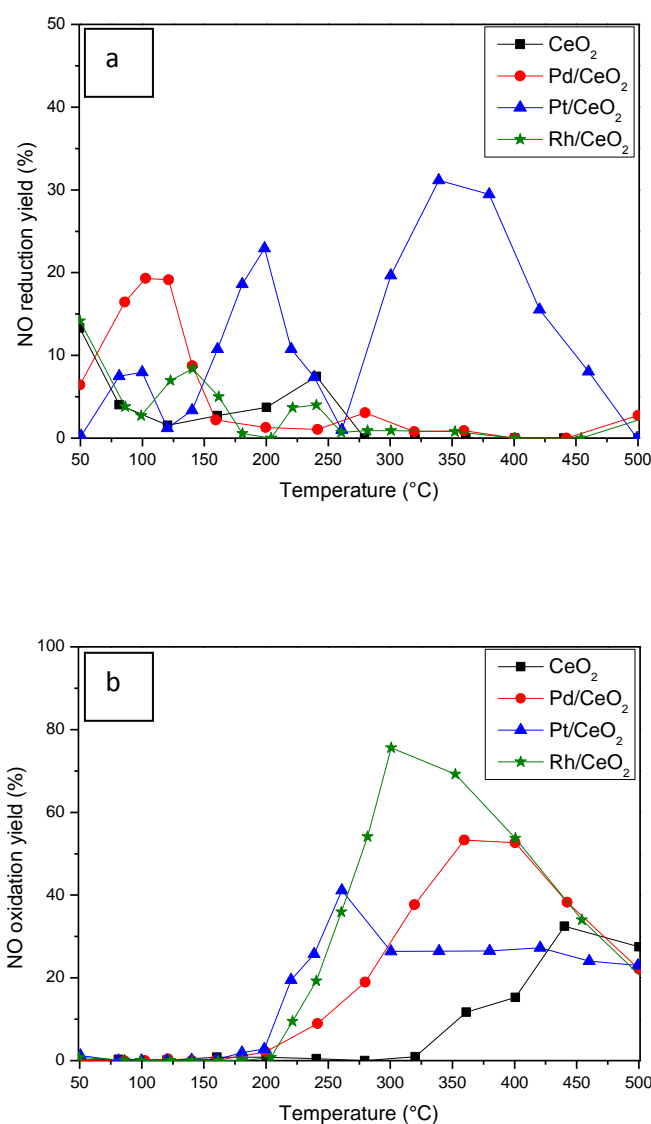 a
CeO₂
Pd/CeO₂
Pt/CeO₂
Rh/CeO₂
NO reduction yield (%)
50
40
30
20
10
0
50 100 150 200 250 300 350 400 450 500
Temperature (°C)
b
CeO₂
Pd/CeO₂
Pt/CeO₂
Rh/CeO₂
NO oxidation yield (%)
100
80
60
40
20
0
50 100 150 200 250 300 350 400 450 500
Temperature (°C)